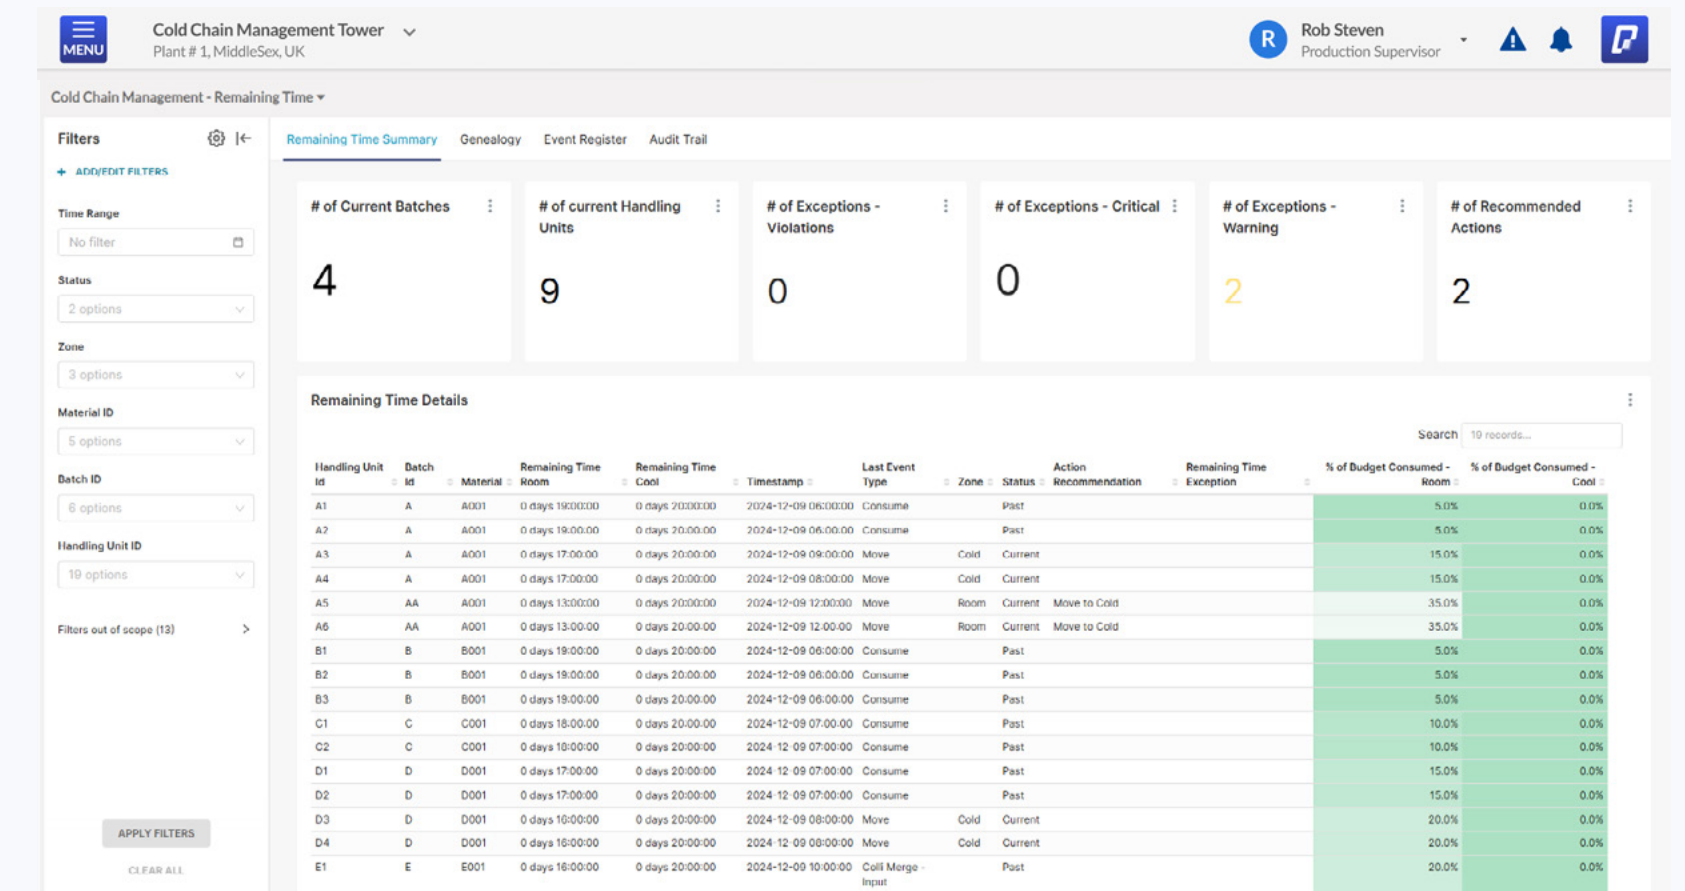 MENU
Cold Chain Management Tower
Plant # 1, MiddleSex, UK
R
Rob Steven
Production Supervisor
Cold Chain Management - Remaining Time
Filters
+ ADD/EDIT FILTERS
Time Range
No filter
Status
2 options
Zone
3 options
Material ID
5 options
Batch ID
6 options
Handling Unit ID
19 options
Filters out of scope (13)
APPLY FILTERS
CLEAR ALL
Remaining Time Summary Genealogy Event Register Audit Trail
# of Current Batches
4
# of current Handling
Units
9
# of Exceptions -
Violations
0
# of Exceptions - Critical
0
# of Exceptions -
Warning
2
# of Recommended
Actions
2
Remaining Time Details
Search 19 records...
Handling Unit Id Batch Id Material Remaining Time Room Remaining Time Cool Timestamp Last Event Type Zone Status Action Recommendation Remaining Time Exception % of Budget Consumed - Room % of Budget Consumed - Cool
A1 A A001 0 days 19:00:00 0 days 20:00:00 2024-12-09 06:00:00 Consume Past 5.0% 0.0%
A2 A A001 0 days 19:00:00 0 days 20:00:00 2024-12-09 06:00:00 Consume Past 5.0% 0.0%
A3 A A001 0 days 17:00:00 0 days 20:00:00 2024-12-09 09:00:00 Move Cold Current 15.0% 0.0%
A4 A A001 0 days 17:00:00 0 days 20:00:00 2024-12-09 08:00:00 Move Cold Current 15.0% 0.0%
A5 AA A001 0 days 13:00:00 0 days 20:00:00 2024-12-09 12:00:00 Move Room Current Move to Cold 35.0% 0.0%
A6 AA A001 0 days 13:00:00 0 days 20:00:00 2024-12-09 12:00:00 Move Room Current Move to Cold 35.0% 0.0%
B1 B B001 0 days 19:00:00 0 days 20:00:00 2024-12-09 06:00:00 Consume Past 5.0% 0.0%
B2 B B001 0 days 19:00:00 0 days 20:00:00 2024-12-09 06:00:00 Consume Past 5.0% 0.0%
B3 B B001 0 days 19:00:00 0 days 20:00:00 2024-12-09 06:00:00 Consume Past 5.0% 0.0%
C1 C C001 0 days 18:00:00 0 days 20:00:00 2024-12-09 07:00:00 Consume Past 10.0% 0.0%
C2 C C001 0 days 18:00:00 0 days 20:00:00 2024-12-09 07:00:00 Consume Past 10.0% 0.0%
D1 D D001 0 days 17:00:00 0 days 20:00:00 2024-12-09 07:00:00 Consume Past 15.0% 0.0%
D2 D D001 0 days 17:00:00 0 days 20:00:00 2024-12-09 07:00:00 Consume Past 15.0% 0.0%
D3 D D001 0 days 16:00:00 0 days 20:00:00 2024-12-09 08:00:00 Move Cold Current 20.0% 0.0%
D4 D D001 0 days 16:00:00 0 days 20:00:00 2024-12-09 08:00:00 Move Cold Current 20.0% 0.0%
E1 E E001 0 days 16:00:00 0 days 20:00:00 2024-12-09 10:00:00 Colli Merge - Input Past 20.0% 0.0%